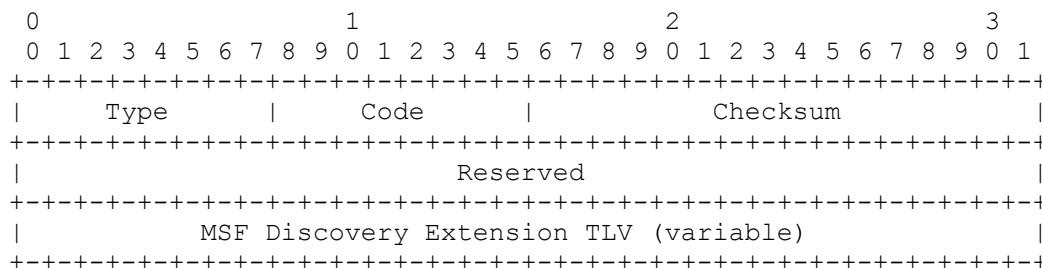 0                   1                   2                   3
 0 1 2 3 4 5 6 7 8 9 0 1 2 3 4 5 6 7 8 9 0 1 2 3 4 5 6 7 8 9 0 1
+-+-+-+-+-+-+-+-+-+-+-+-+-+-+-+-+-+-+-+-+-+-+-+-+-+-+-+-+-+-+-+-+
|     Type      |     Code      |           Checksum            |
+-+-+-+-+-+-+-+-+-+-+-+-+-+-+-+-+-+-+-+-+-+-+-+-+-+-+-+-+-+-+-+-+
|                           Reserved                            |
+-+-+-+-+-+-+-+-+-+-+-+-+-+-+-+-+-+-+-+-+-+-+-+-+-+-+-+-+-+-+-+-+
|           MSF Discovery Extension TLV (variable)              |
+-+-+-+-+-+-+-+-+-+-+-+-+-+-+-+-+-+-+-+-+-+-+-+-+-+-+-+-+-+-+-+-+